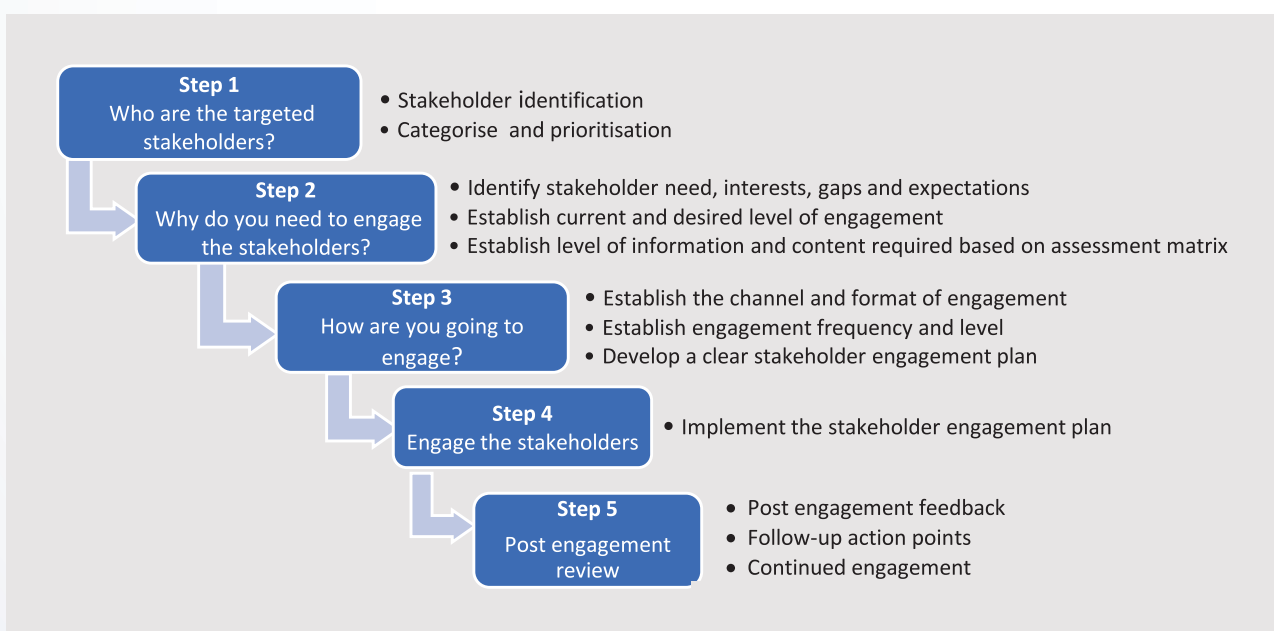 Step 1
Who are the targeted
stakeholders?
• Stakeholder identification
• Categorise and prioritisation
Step 2
Why do you need to engage
the stakeholders?
• Identify stakeholder need, interests, gaps and expectations
• Establish current and desired level of engagement
• Establish level of information and content required based on assessment matrix
Step 3
How are you going to
engage?
• Establish the channel and format of engagement
• Establish engagement frequency and level
• Develop a clear stakeholder engagement plan
Step 4
Engage the stakeholders
• Implement the stakeholder engagement plan
Step 5
Post engagement
review
• Post engagement feedback
• Follow-up action points
• Continued engagement